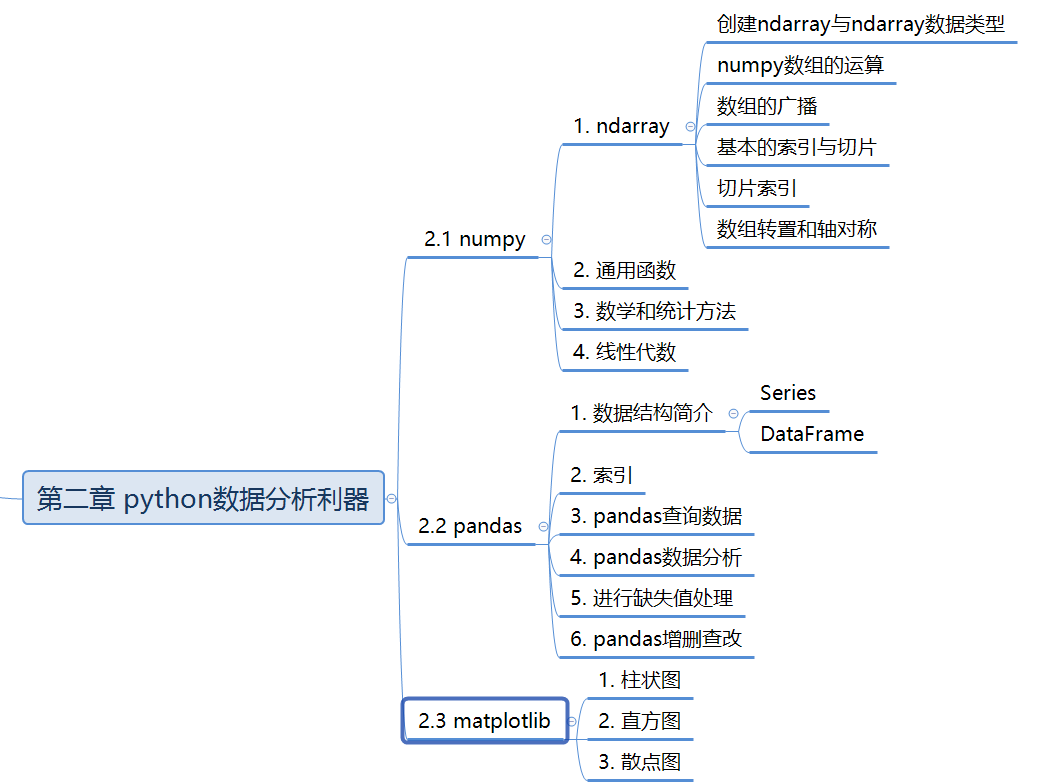 第二章 python数据分析利器
2.1 numpy
1. ndarray
创建ndarray与ndarray数据类型
numpy数组的运算
数组的广播
基本的索引与切片
切片索引
数组转置和轴对称
2. 通用函数
3. 数学和统计方法
4. 线性代数
2.2 pandas
1. 数据结构简介
Series
DataFrame
2. 索引
3. pandas查询数据
4. pandas数据分析
5. 进行缺失值处理
6. pandas增删查改
2.3 matplotlib
1. 柱状图
2. 直方图
3. 散点图